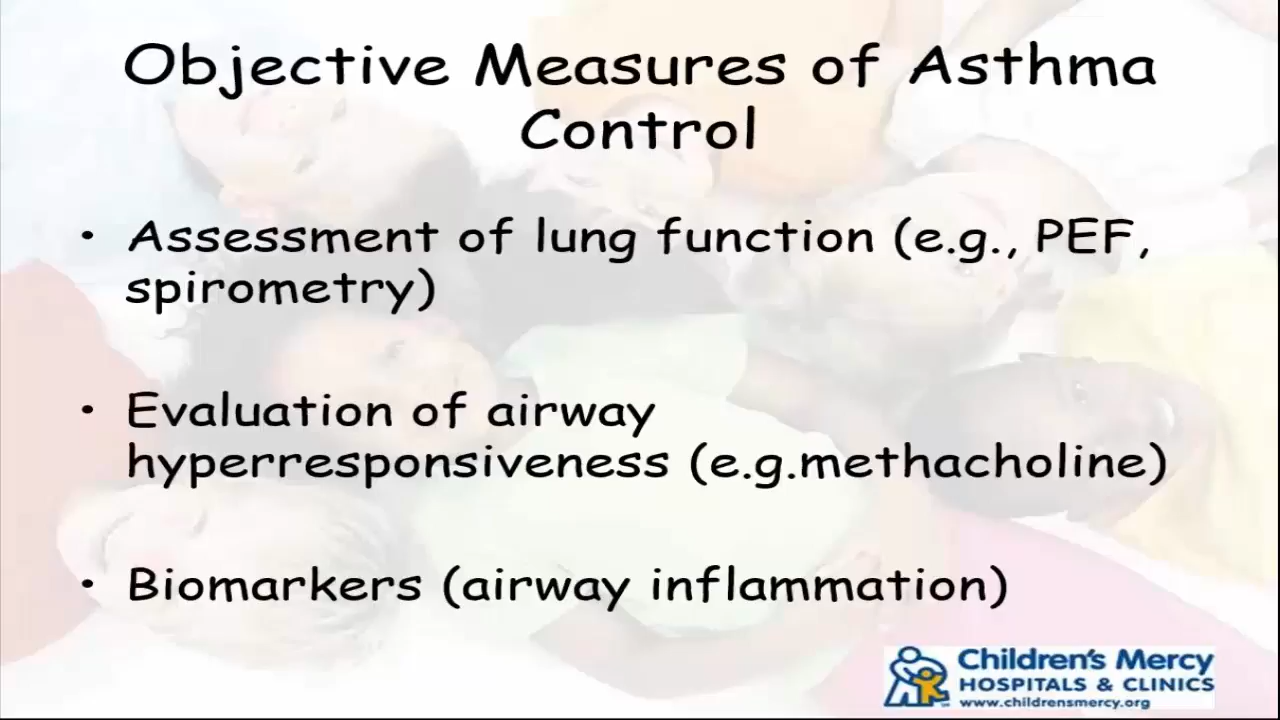 Objective Measures of Asthma
Control
• Assessment of lung function (e.g., PEF,
spirometry)
• Evaluation of airway
hyperresponsiveness (e.g.methacholine)
• Biomarkers (airway inflammation)
Children's Mercy
HOSPITALS & CLINICS
www.childrensmercy.org